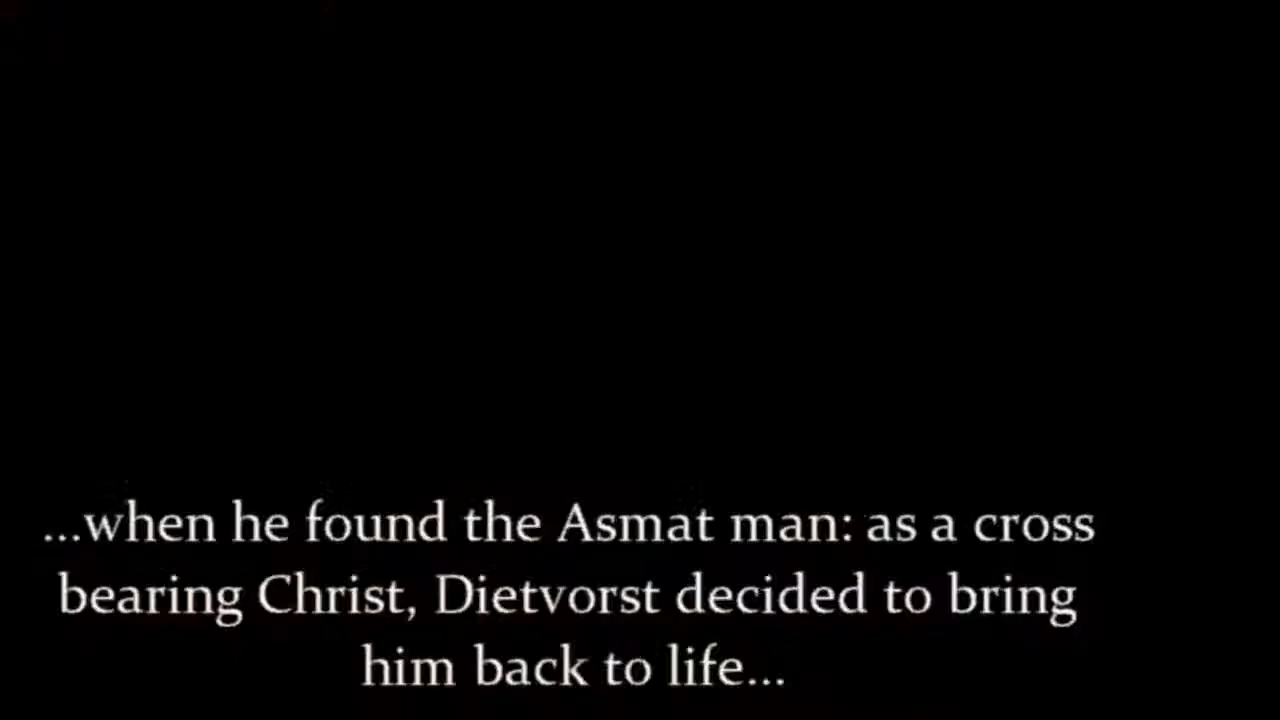 ...when he found the Asmat man: as a cross
bearing Christ, Dietvorst decided to bring
him back to life...